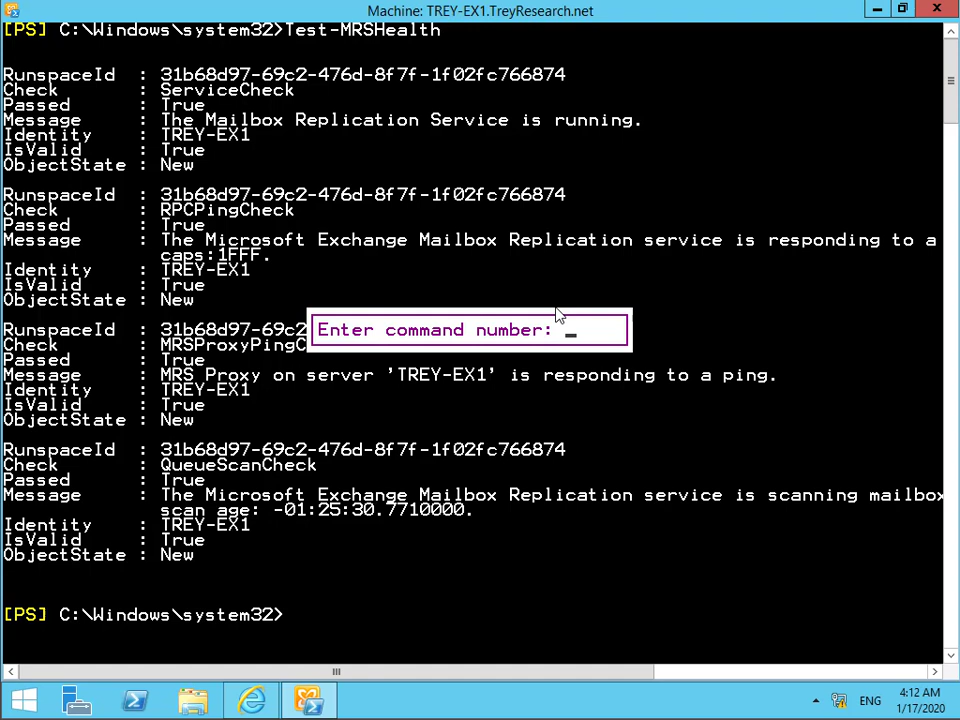 Machine: TREY-EX1.TreyResearch.net
[PS] C:\Windows\system32>Test-MRSHealth
RunspaceId : 31b68d97-69c2-476d-8f7f-1f02fc766874
Check : ServiceCheck
Passed : True
Message : The Mailbox Replication Service is running.
Identity : TREY-EX1
IsValid : True
ObjectState : New
RunspaceId : 31b68d97-69c2-476d-8f7f-1f02fc766874
Check : RPCPingCheck
Passed : True
Message : The Microsoft Exchange Mailbox Replication service is responding to a
caps:1FFF.
Identity : TREY-EX1
IsValid : True
ObjectState : New
RunspaceId : 31b68d97-69c2
Enter command number: _
Check : MRSProxyPingC
Passed : True
Message : MRS Proxy on server 'TREY-EX1' is responding to a ping.
Identity : TREY-EX1
IsValid : True
ObjectState : New
RunspaceId : 31b68d97-69c2-476d-8f7f-1f02fc766874
Check : QueueScanCheck
Passed : True
Message : The Microsoft Exchange Mailbox Replication service is scanning mailbox
scan age: -01:25:30.7710000.
Identity : TREY-EX1
IsValid : True
ObjectState : New
[PS] C:\Windows\system32>
ENG
4:12 AM
1/17/2020